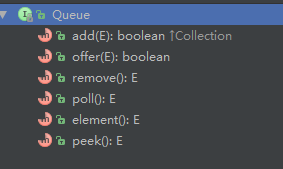 Queue
add(E): boolean ↑Collection
offer(E): boolean
remove(): E
poll(): E
element(): E
peek(): E